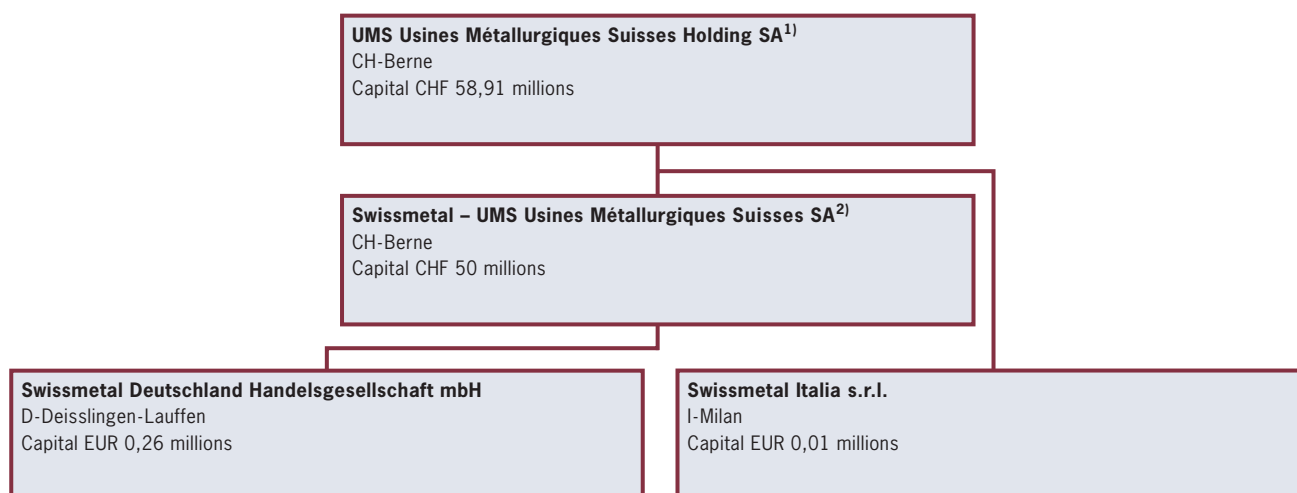 UMS Usines Métallurgiques Suisses Holding SA1)
CH-Berne
Capital CHF 58,91 millions
Swissmetal – UMS Usines Métallurgiques Suisses SA2)
CH-Berne
Capital CHF 50 millions
Swissmetal Deutschland Handelsgesellschaft mbH
D-Deisslingen-Lauffen
Capital EUR 0,26 millions
Swissmetal Italia s.r.l.
I-Milan
Capital EUR 0,01 millions